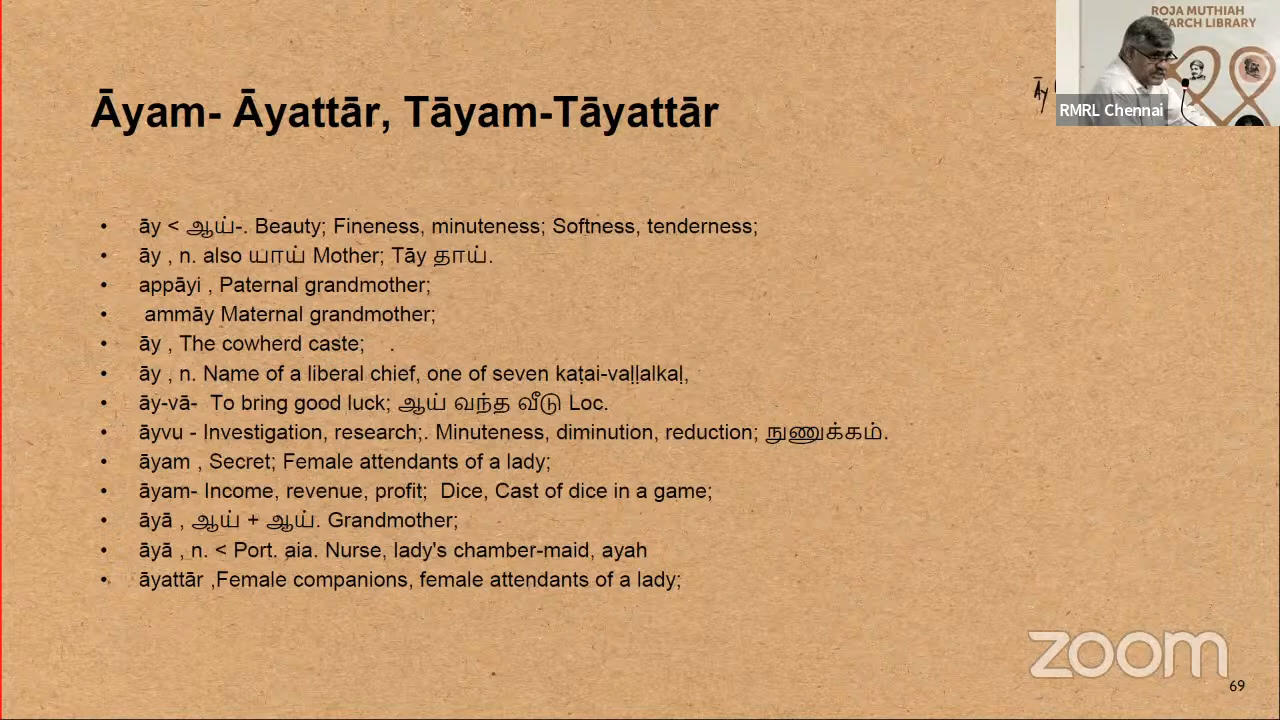 ROJA MUTHIAH
RESEARCH LIBRARY
Āy
RMRL Chennai
Āyam- Āyattār, Tāyam-Tāyattār
• āy < ஆய்-. Beauty; Fineness, minuteness; Softness, tenderness;
• āy , n. also யாய் Mother; Tāy தாய்.
• appāyi , Paternal grandmother;
• ammāy Maternal grandmother;
• āy , The cowherd caste; .
• āy , n. Name of a liberal chief, one of seven kaṭai-vaḷḷalkaḷ,
• āy-vā- To bring good luck; ஆய் வந்த வீடு Loc.
• āyvu - Investigation, research;. Minuteness, diminution, reduction; நுணுக்கம்.
• āyam , Secret; Female attendants of a lady;
• āyam- Income, revenue, profit; Dice, Cast of dice in a game;
• āyā , ஆய் + ஆய். Grandmother;
• āyā , n. < Port. aia. Nurse, lady's chamber-maid, ayah
• āyattār ,Female companions, female attendants of a lady;
zoom
69